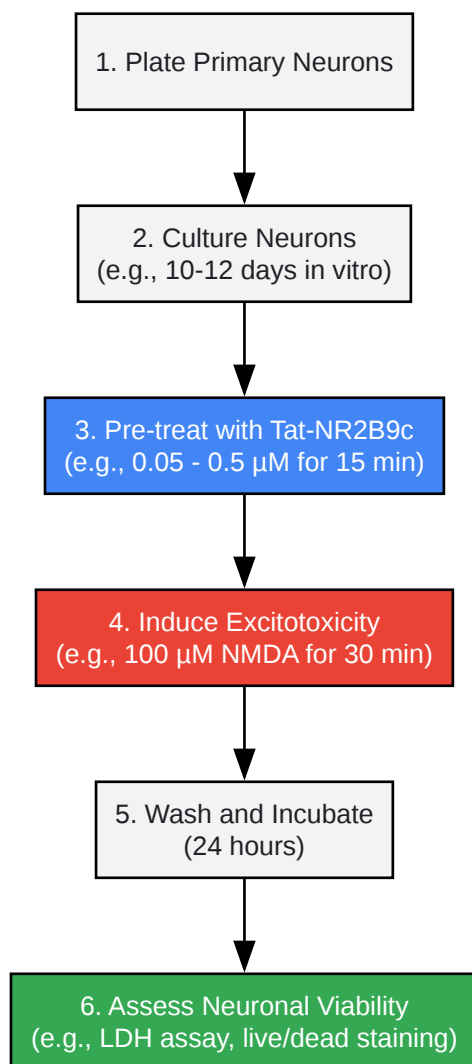 1. Plate Primary Neurons
2. Culture Neurons
(e.g., 10-12 days in vitro)
3. Pre-treat with Tat-NR2B9c
(e.g., 0.05 - 0.5 µM for 15 min)
4. Induce Excitotoxicity
(e.g., 100 µM NMDA for 30 min)
5. Wash and Incubate
(24 hours)
6. Assess Neuronal Viability
(e.g., LDH assay, live/dead staining)